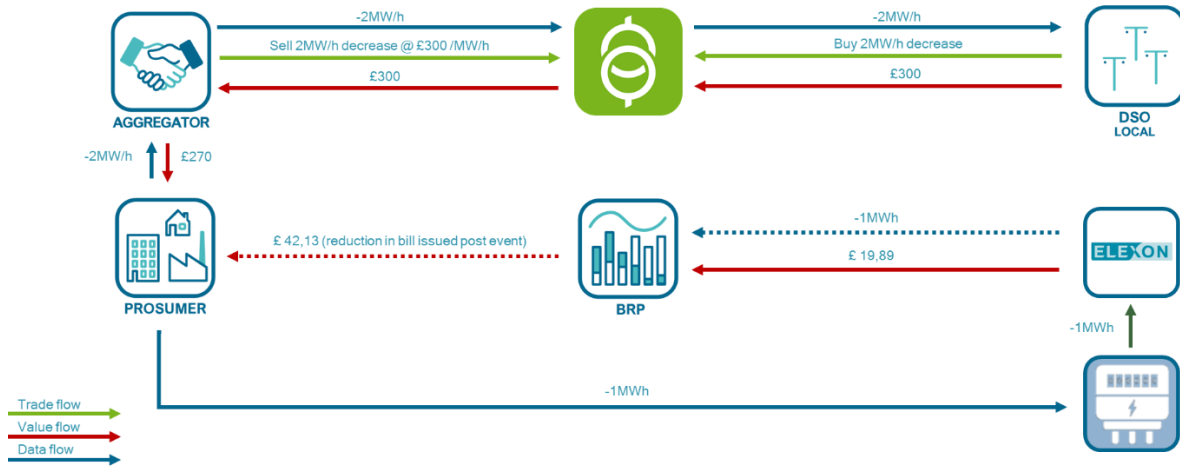 -2MW/h
-2MW/h
Sell 2MW/h decrease @ £300 /MW/h
Buy 2MW/h decrease
£300
£300
AGGREGATOR
DSO
LOCAL
-2MW/h
£270
-1MWh
£ 42,13 (reduction in bill issued post event)
£ 19,89
ELEXON
PROSUMER
BRP
-1MWh
-1MWh
Trade flow
Value flow
Data flow